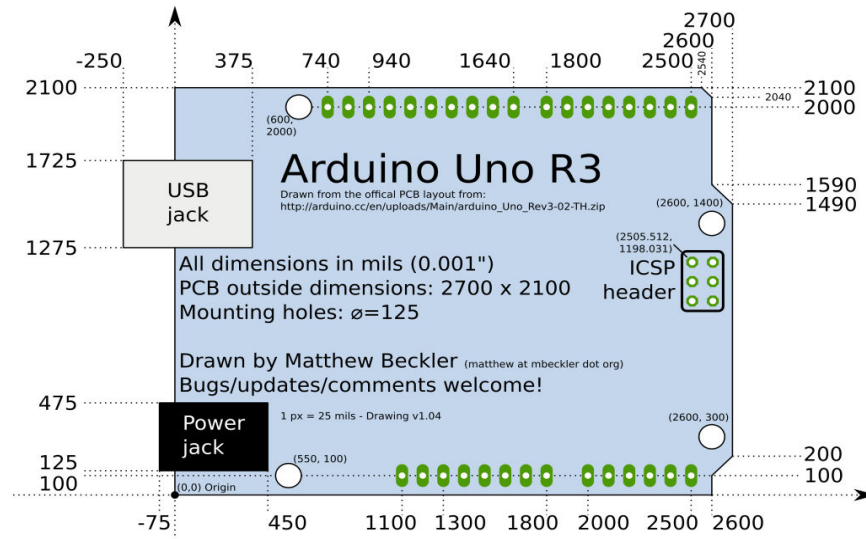 2700
2600
-250 375 740 940 1640 1800 2500 2540
2100 2100
2040
2000
(600,
2000)
Arduino Uno R3
Drawn from the offical PCB layout from:
http://arduino.cc/en/uploads/Main/arduino_Uno_Rev3-02-TH.zip
1725
USB
jack
1590
1490
(2600, 1400)
(2505.512,
1198.031)
1275
All dimensions in mils (0.001")
PCB outside dimensions: 2700 x 2100
Mounting holes: ⌀=125
ICSP
header
Drawn by Matthew Beckler (matthew at mbeckler dot org)
Bugs/updates/comments welcome!
475
Power
jack
1 px = 25 mils - Drawing v1.04
(2600, 300)
(550, 100)
125
100
200
100
(0,0) Origin
-75 450 1100 1300 1800 2000 2500 2600